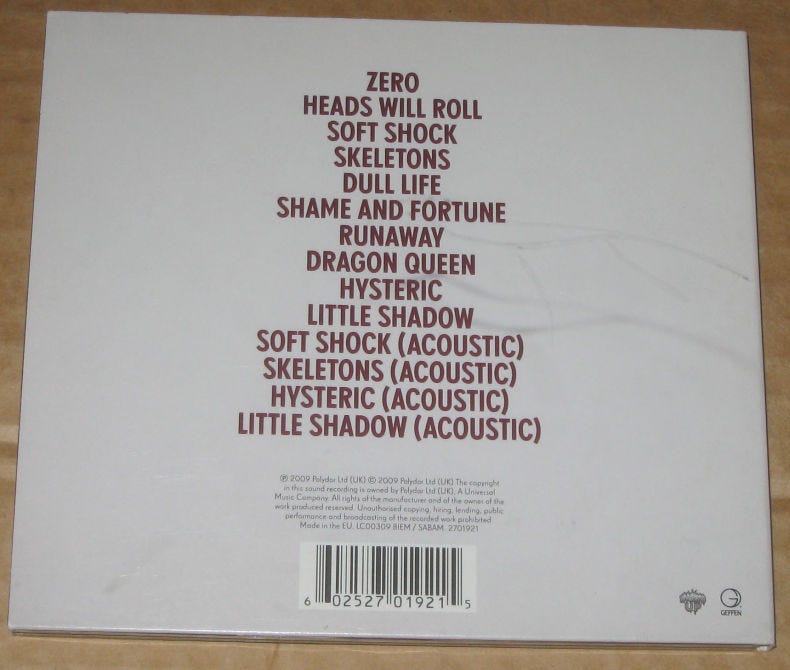 ZERO
HEADS WILL ROLL
SOFT SHOCK
SKELETONS
DULL LIFE
SHAME AND FORTUNE
RUNAWAY
DRAGON QUEEN
HYSTERIC
LITTLE SHADOW
SOFT SHOCK (ACOUSTIC)
SKELETONS (ACOUSTIC)
HYSTERIC (ACOUSTIC)
LITTLE SHADOW (ACOUSTIC)
℗ 2009 Polydor Ltd (UK) © 2009 Polydor Ltd (UK) The copyright
in this sound recording is owned by Polydor Ltd (UK), A Universal
Music Company. All rights of the manufacturer and of the owner of the
work produced reserved. Unauthorised copying, hiring, lending, public
performance and broadcasting of the recorded work prohibited.
Made in the EU. LC00309 BIEM / SABAM. 2701921
6 02527 01921 5
UP
GEFFEN